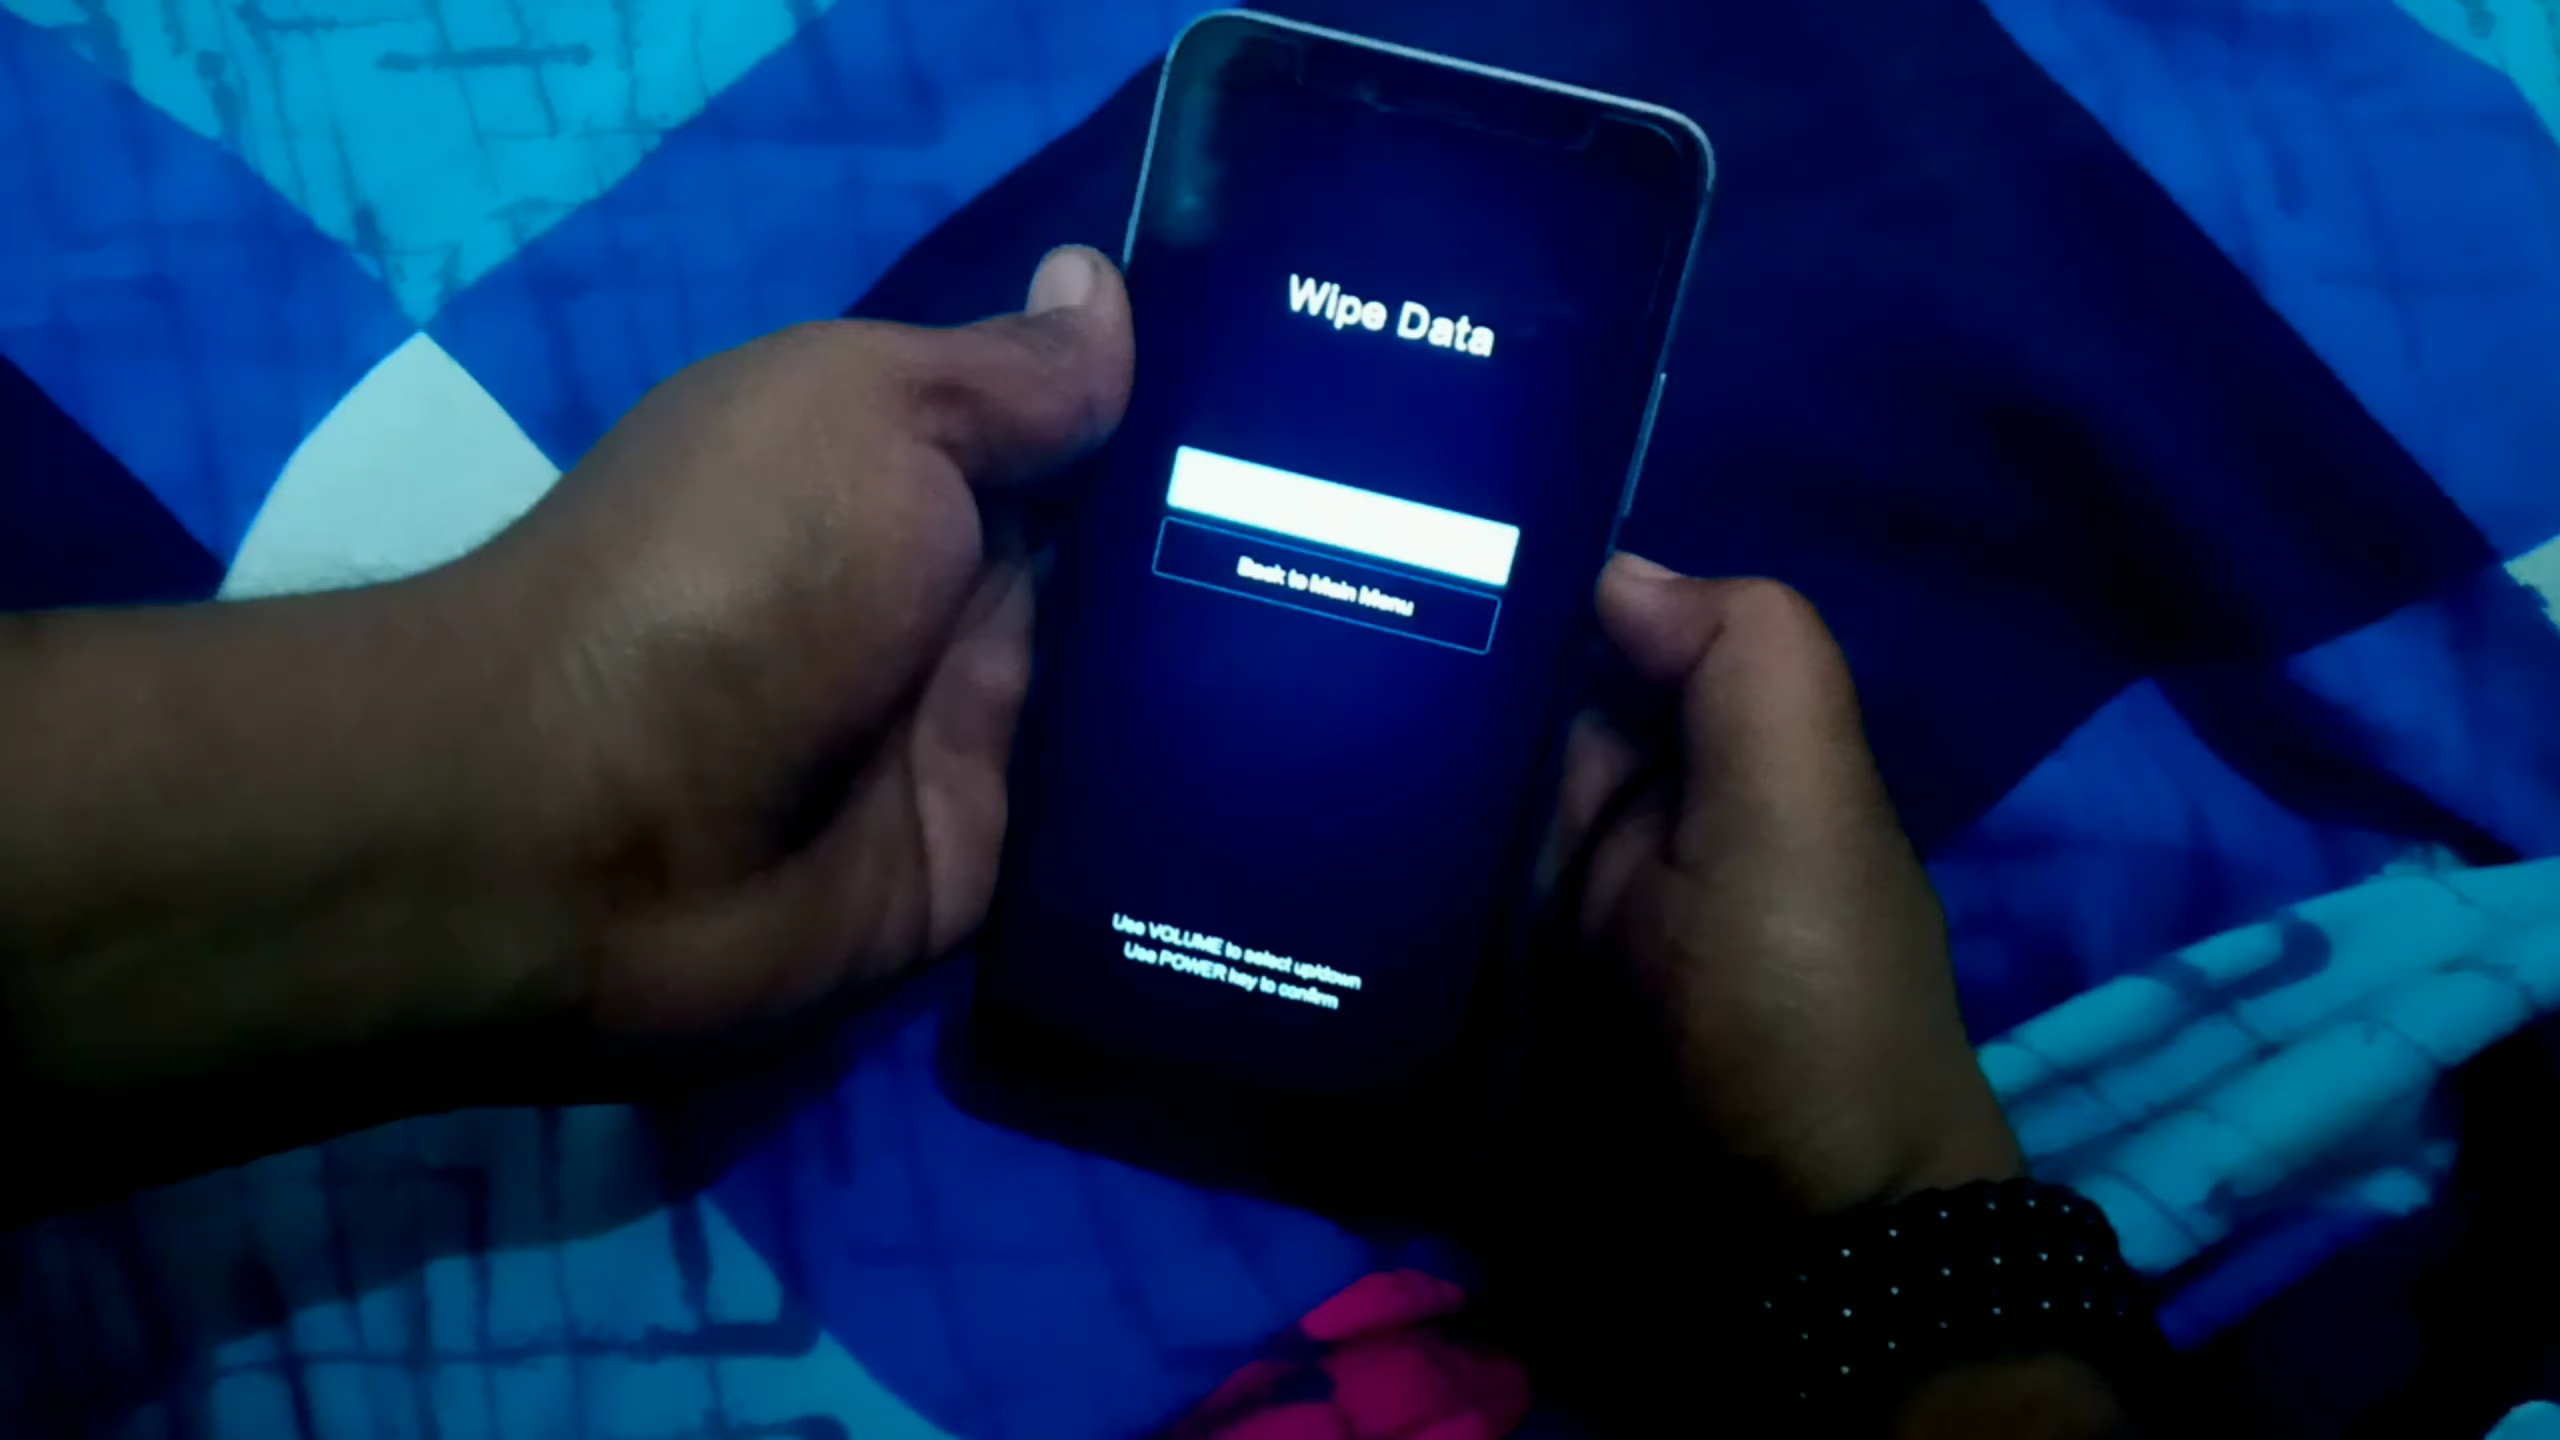 Wipe Data
Back to Main Menu
Use VOLUME to select up/down
Use POWER key to confirm